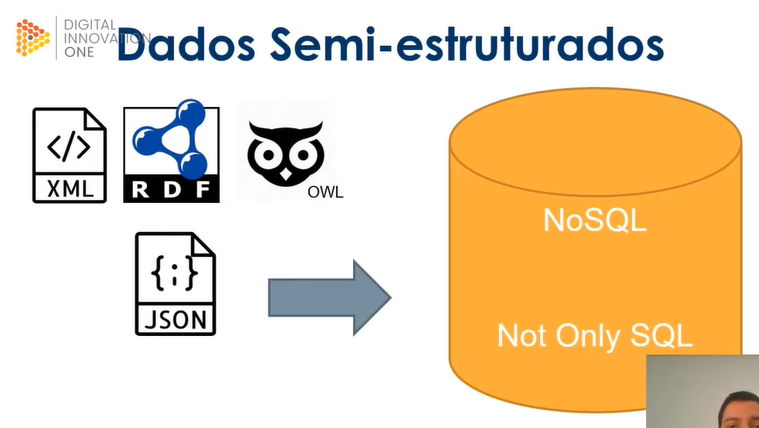 DIGITAL
INNOVATION
ONE
Dados Semi-estruturados
XML
RDF
OWL
JSON
NoSQL
Not Only SQL